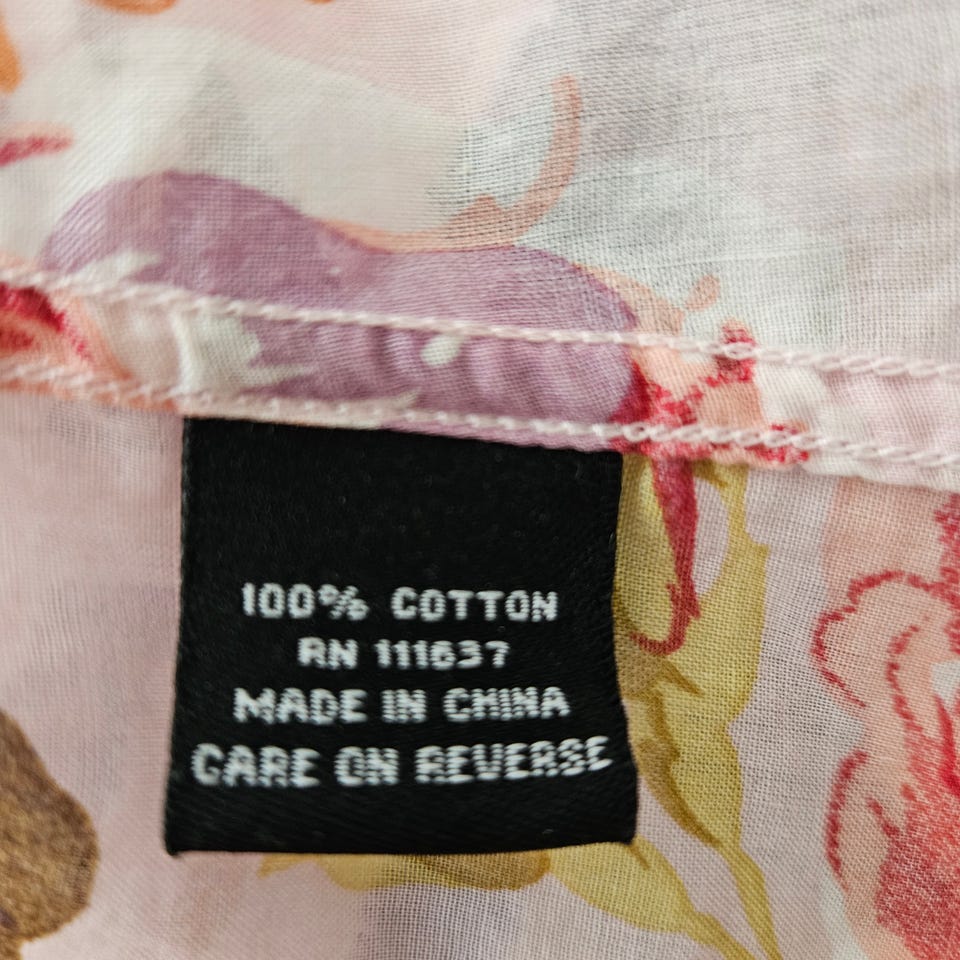 100% COTTON
RN 111637
MADE IN CHINA
CARE ON REVERSE